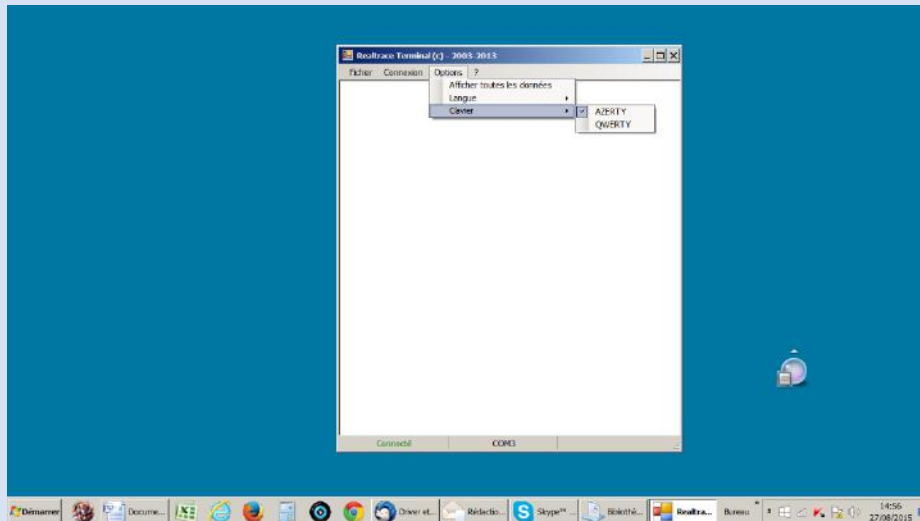 Realtrace Terminal (c) - 2003-2013
Fichier Connexion Options ?
Afficher toutes les données
Langue
Clavier
AZERTY
QWERTY
Connecté COM3
Démarrer Docume... Driver et... Rédactio... Skype™ ... Bibliothè... Realtra... Bureau » 14:56
27/08/2015